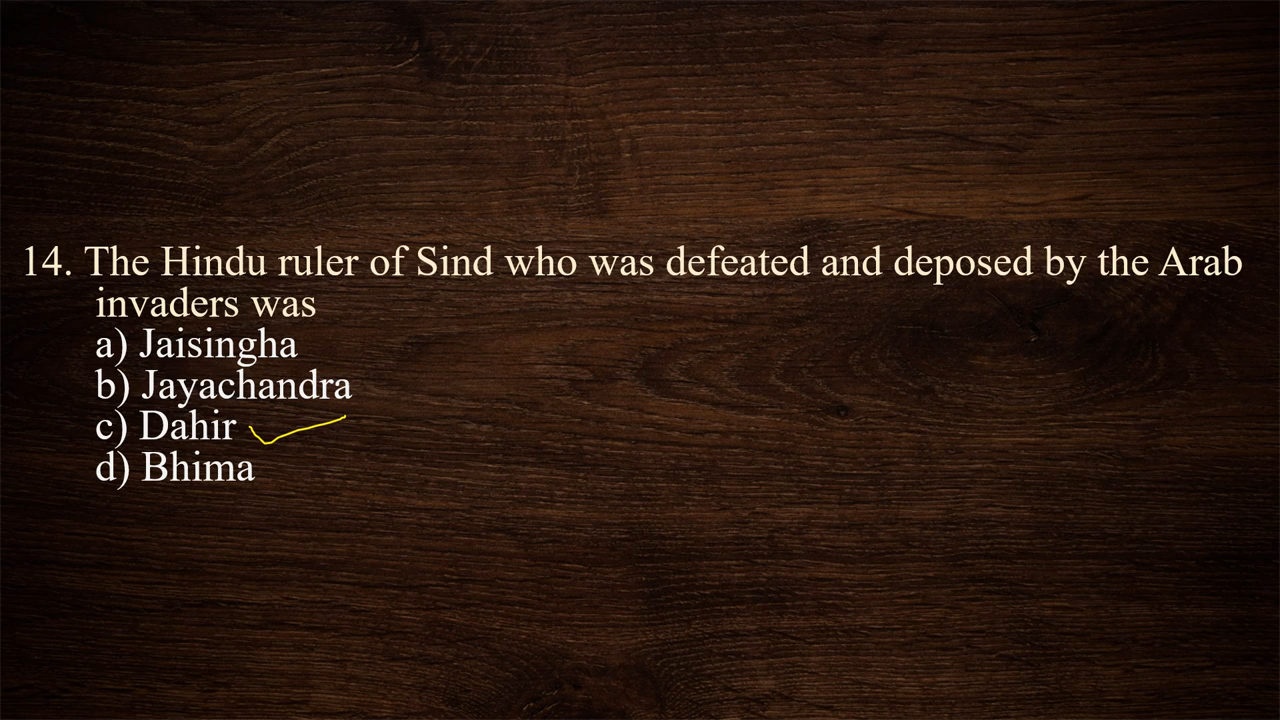 14. The Hindu ruler of Sind who was defeated and deposed by the Arab
invaders was
a) Jaisingha
b) Jayachandra
c) Dahir
d) Bhima